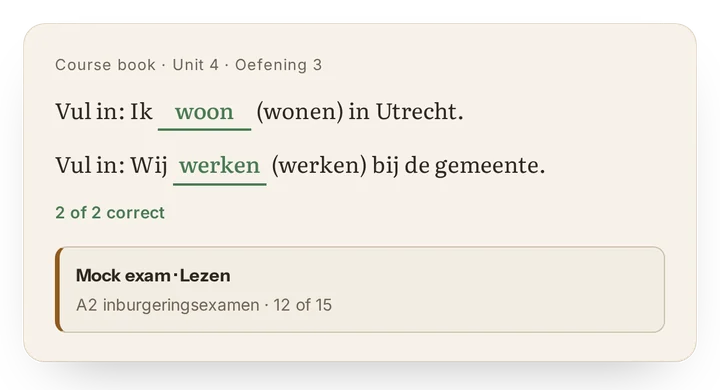 Course book · Unit 4 · Oefening 3
Vul in: Ik woon (wonen) in Utrecht.
Vul in: Wij werken (werken) bij de gemeente.
2 of 2 correct
Mock exam · Lezen
A2 inburgeringsexamen · 12 of 15